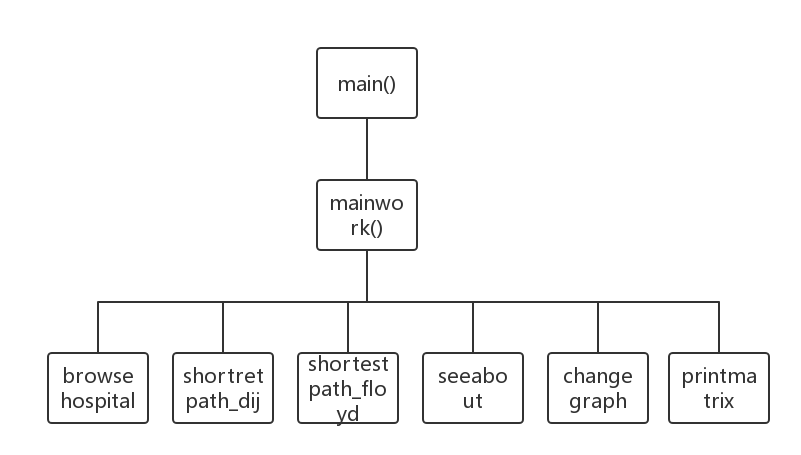 main()
mainwo
rk()
browse
hospital
shortret
path_dij
shortest
path_flo
yd
seeabo
ut
change
graph
printma
trix